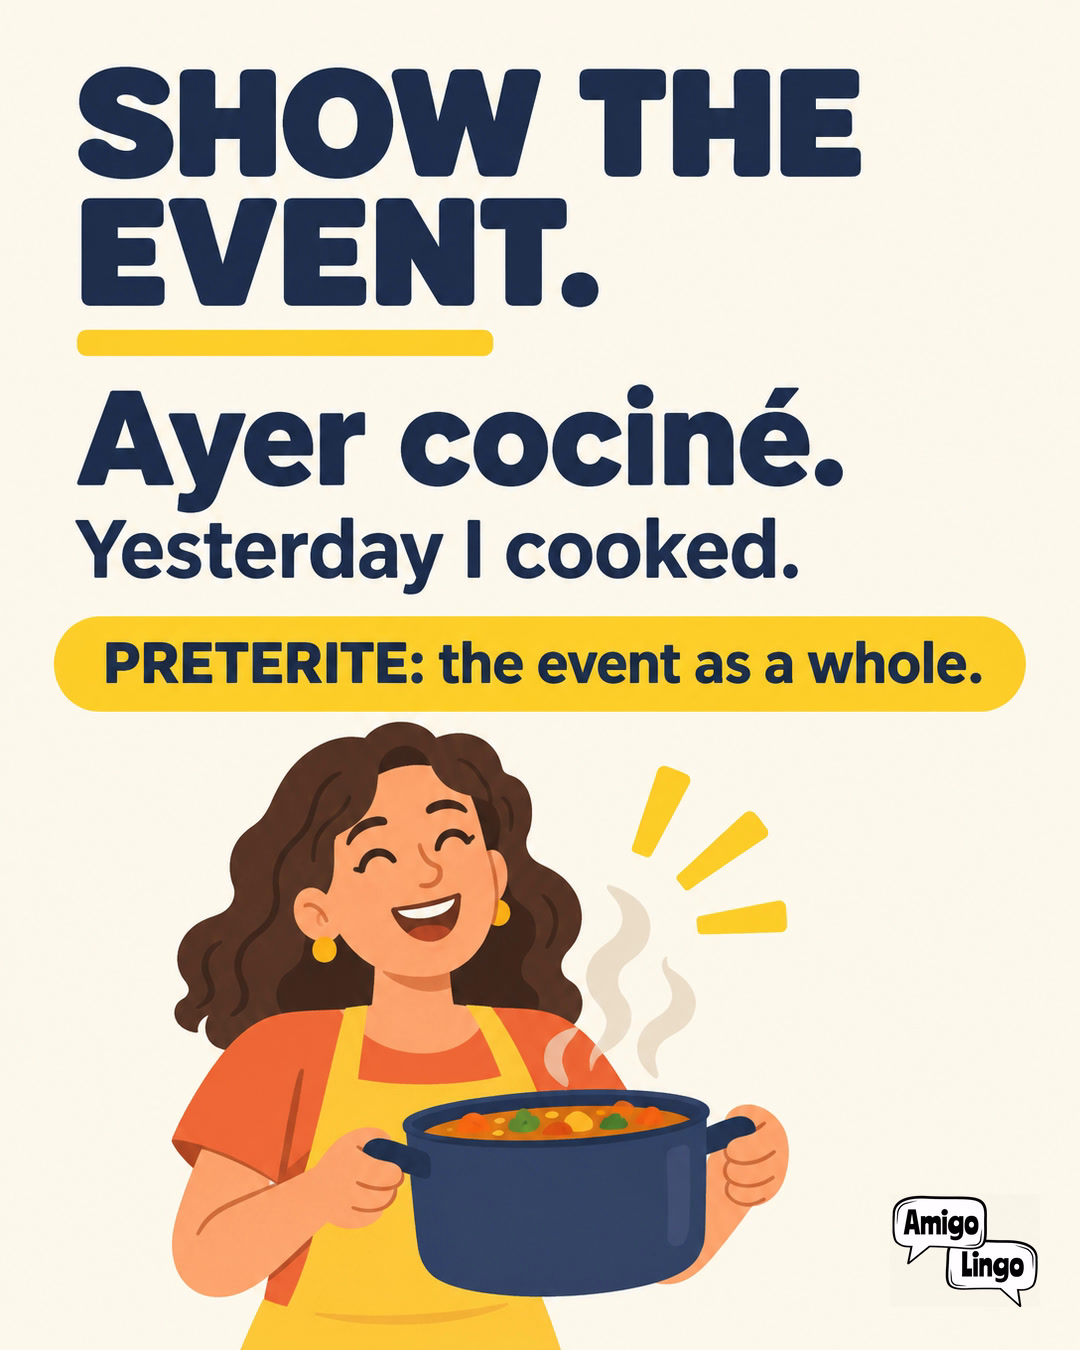 SHOW THE
EVENT.
Ayer cociné.
Yesterday I cooked.
PRETERITE: the event as a whole.
Amigo
Lingo